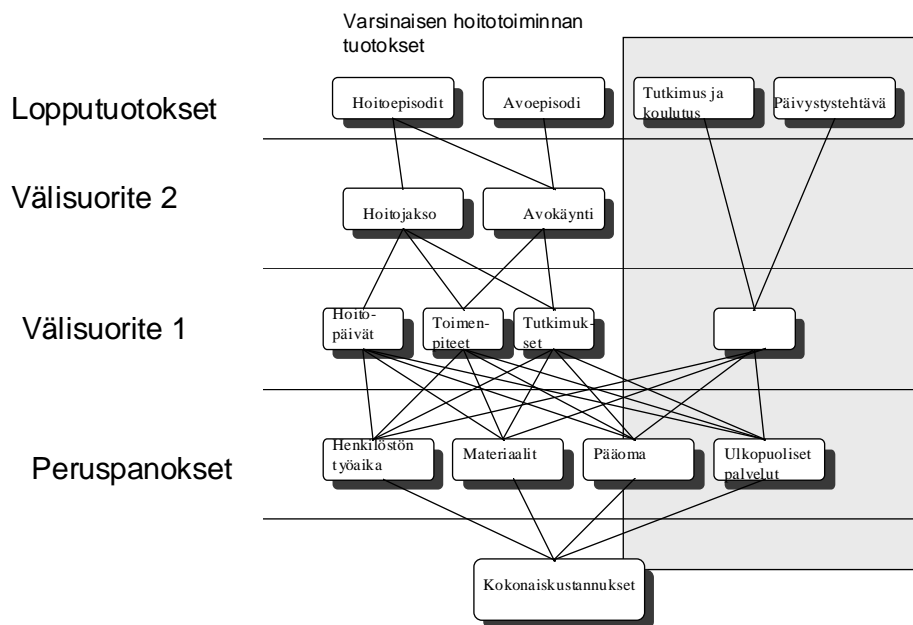 Varsinaisen hoitotoiminnan
tuotokset
Lopputuotokset
Hoitoepisodit
Avoepisodi
Tutkimus ja
koulutus
Päivystystehtävä
Välisuorite 2
Hoitojakso
Avokäynti
Välisuorite 1
Hoito-
päivät
Toimen-
piteet
Tutkimuk-
set
Peruspanokset
Henkilöstön
työaika
Materiaalit
Pääoma
Ulkopuoliset
palvelut
Kokonaiskustannukset